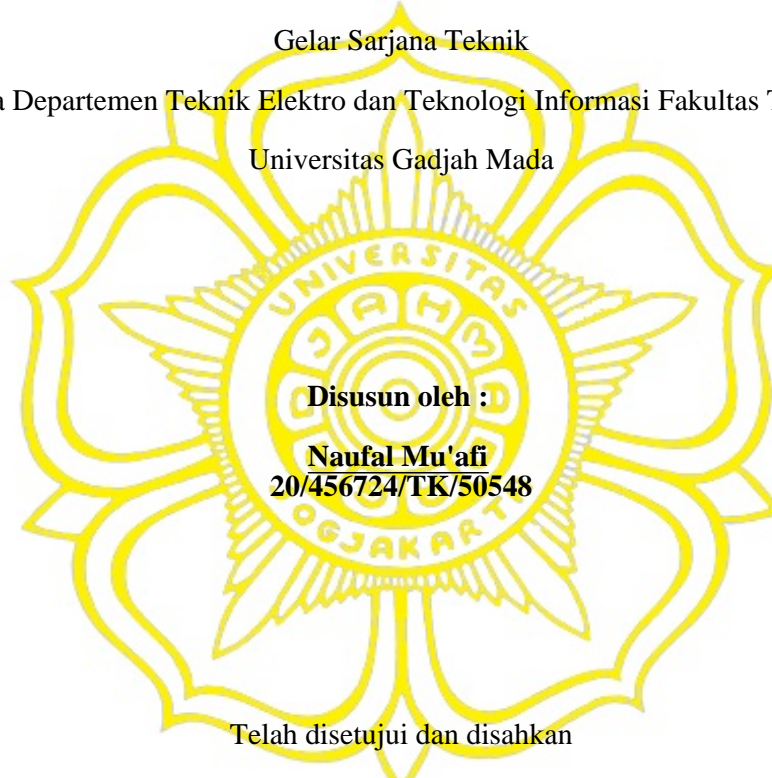 Gelar Sarjana Teknik
Departemen Teknik Elektro dan Teknologi Informasi Fakultas
Universitas Gadjah Mada
UNIVERSITAS
Disusun oleh :
Naufal Mu'afi
20/456724/TK/50548
OGJAKART
Telah disetujui dan disahkan